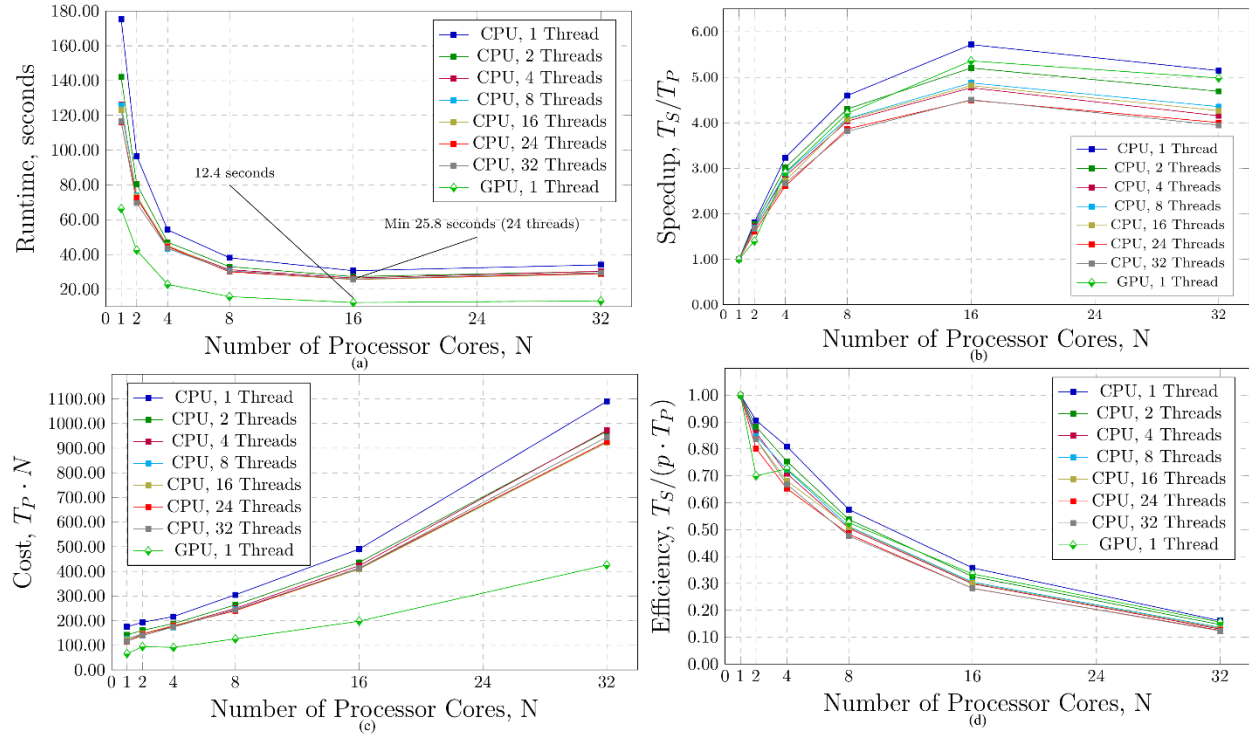 180.00
160.00
140.00
120.00
100.00
80.00
60.00
40.00
20.00
Runtime, seconds
CPU, 1 Thread
CPU, 2 Threads
CPU, 4 Threads
CPU, 8 Threads
CPU, 16 Threads
CPU, 24 Threads
CPU, 32 Threads
GPU, 1 Thread
12.4 seconds
Min 25.8 seconds (24 threads)
0 1 2 4 8 16 24 32
Number of Processor Cores, N
(a)
6.00
5.00
4.00
3.00
2.00
1.00
0.00
Speedup, T_S/T_P
CPU, 1 Thread
CPU, 2 Threads
CPU, 4 Threads
CPU, 8 Threads
CPU, 16 Threads
CPU, 24 Threads
CPU, 32 Threads
GPU, 1 Thread
0 1 2 4 8 16 24 32
Number of Processor Cores, N
(b)
1100.00
1000.00
900.00
800.00
700.00
600.00
500.00
400.00
300.00
200.00
100.00
0.00
Cost, T_P · N
CPU, 1 Thread
CPU, 2 Threads
CPU, 4 Threads
CPU, 8 Threads
CPU, 16 Threads
CPU, 24 Threads
CPU, 32 Threads
GPU, 1 Thread
0 1 2 4 8 16 24 32
Number of Processor Cores, N
(c)
1.00
0.90
0.80
0.70
0.60
0.50
0.40
0.30
0.20
0.10
0.00
Efficiency, T_S/(p · T_P)
CPU, 1 Thread
CPU, 2 Threads
CPU, 4 Threads
CPU, 8 Threads
CPU, 16 Threads
CPU, 24 Threads
CPU, 32 Threads
GPU, 1 Thread
0 1 2 4 8 16 24 32
Number of Processor Cores, N
(d)